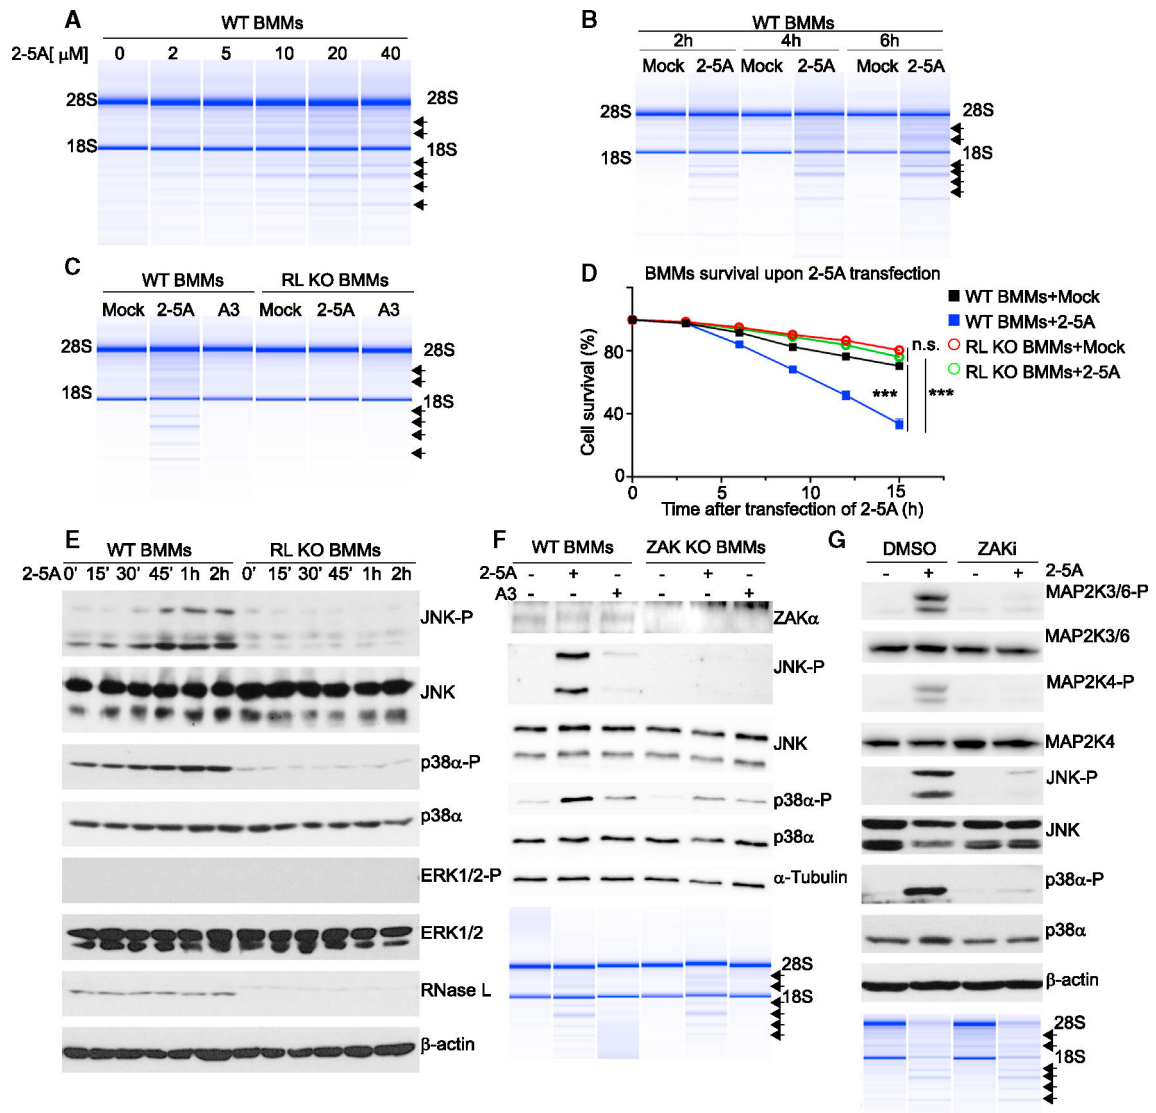 A
WT BMMs
2-5A[ μM] 0 2 5 10 20 40
28S 28S
18S 18S
B
WT BMMs
2h 4h 6h
Mock 2-5A Mock 2-5A Mock 2-5A
28S 28S
18S 18S
C
WT BMMs RL KO BMMs
Mock 2-5A A3 Mock 2-5A A3
28S 28S
18S 18S
D
BMMs survival upon 2-5A transfection
Cell survival (%)
80
40
0
0 5 10 15
Time after transfection of 2-5A (h)
WT BMMs+Mock
WT BMMs+2-5A
RL KO BMMs+Mock
RL KO BMMs+2-5A
n.s.
*** ***
E
WT BMMs RL KO BMMs
2-5A 0' 15' 30' 45' 1h 2h 0' 15' 30' 45' 1h 2h
JNK-P
JNK
p38α-P
p38α
ERK1/2-P
ERK1/2
RNase L
β-actin
F
WT BMMs ZAK KO BMMs
2-5A - + - - + -
A3 - - + - - +
ZAKα
JNK-P
JNK
p38α-P
p38α
α-Tubulin
28S
18S
G
DMSO ZAKi
- + - + 2-5A
MAP2K3/6-P
MAP2K3/6
MAP2K4-P
MAP2K4
JNK-P
JNK
p38α-P
p38α
β-actin
28S
18S